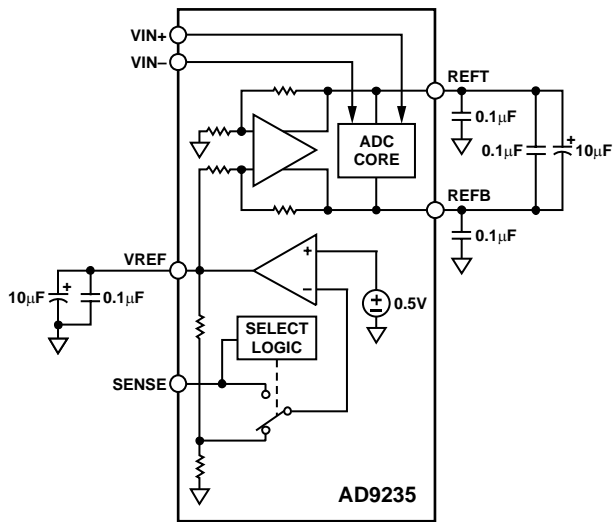 VIN+
VIN–
REFT
0.1μF
ADC
CORE
0.1μF
10μF
+
REFB
0.1μF
VREF
+
–
10μF
+
0.1μF
0.5V
+
–
SELECT
LOGIC
SENSE
AD9235